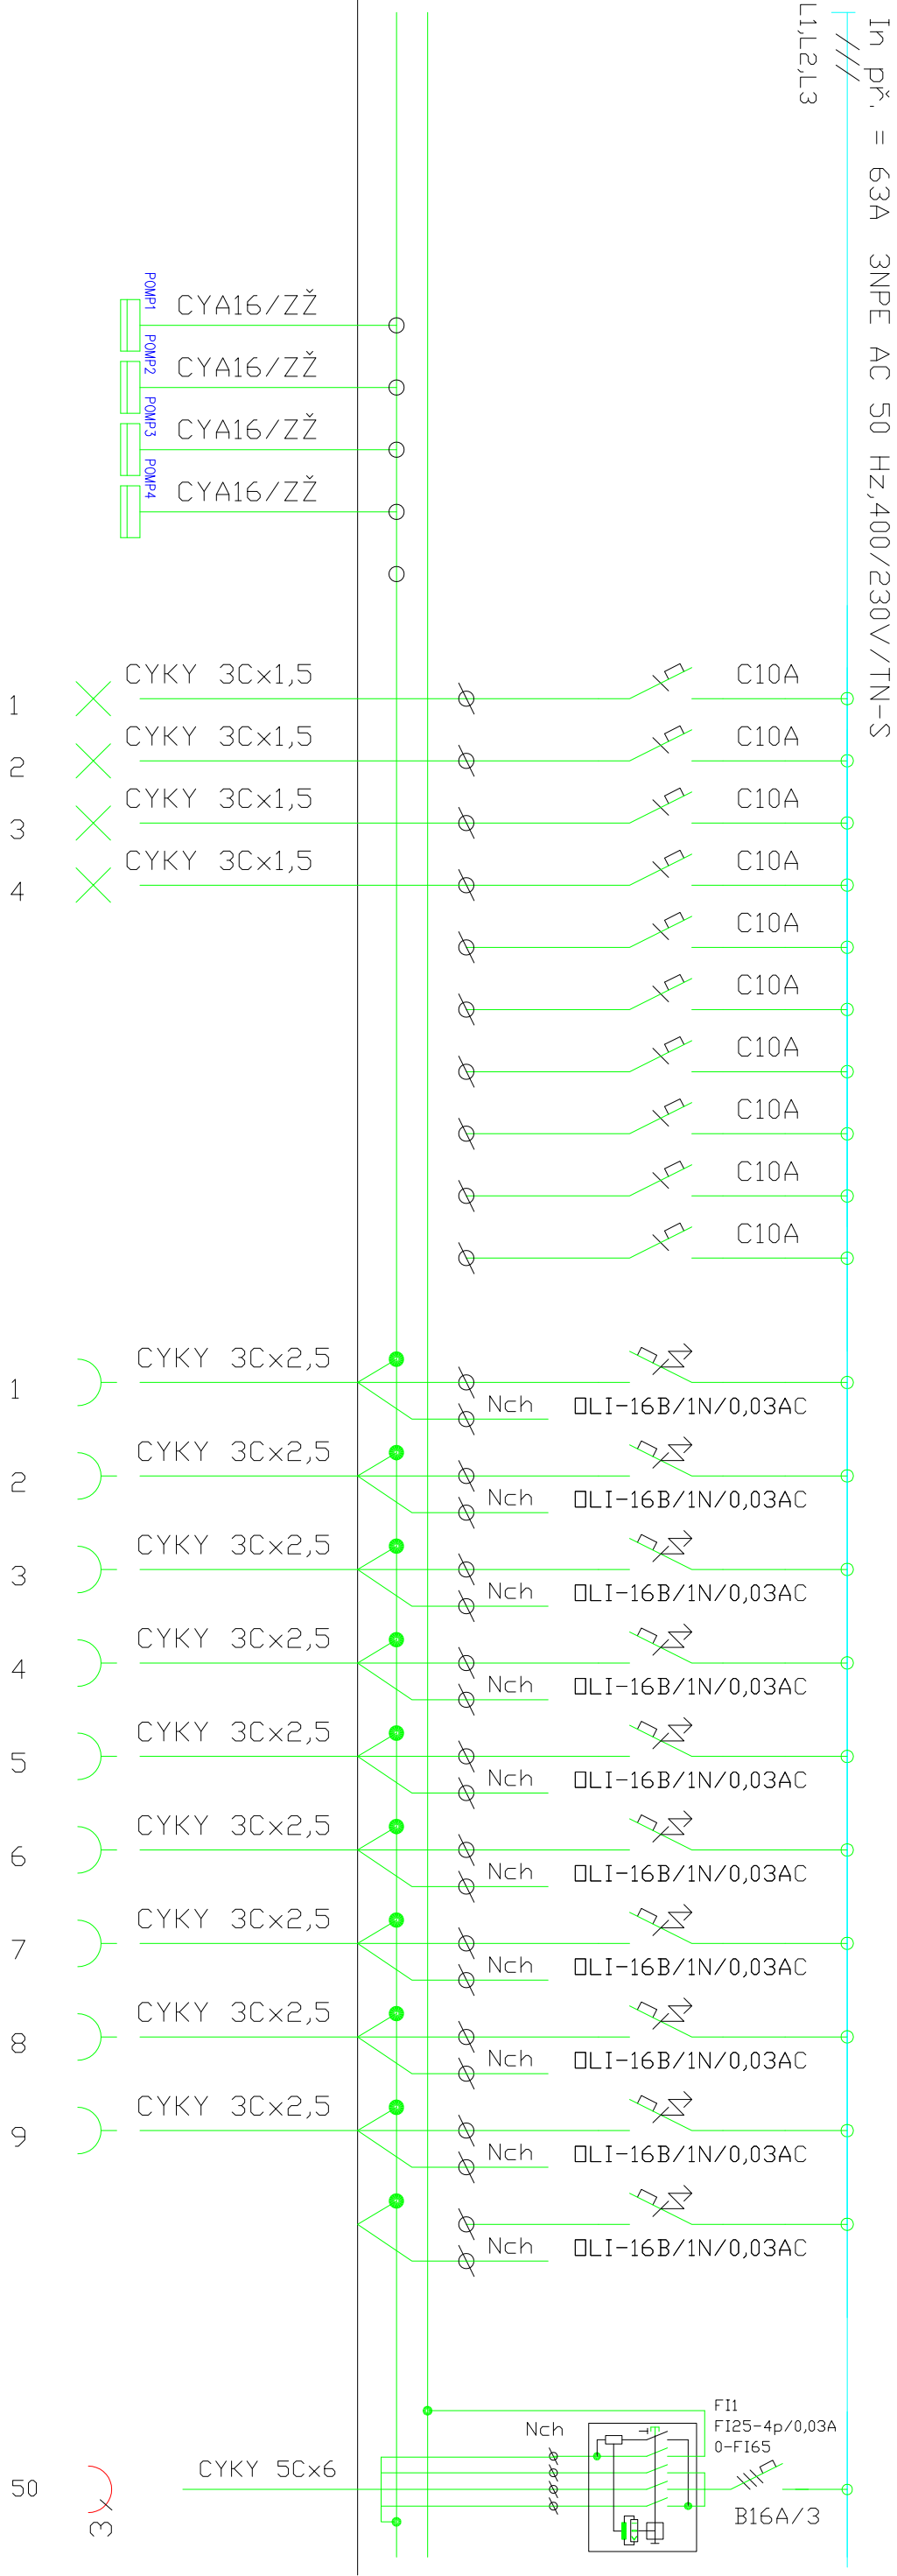 In př. = 63A 3NPE AC 50 Hz,400/230V/TN-S
L1,L2,L3
POMP1 CYA16/ZŽ
POMP2 CYA16/ZŽ
POMP3 CYA16/ZŽ
POMP4 CYA16/ZŽ
1 CYKY 3Cx1,5 C10A
2 CYKY 3Cx1,5 C10A
3 CYKY 3Cx1,5 C10A
4 CYKY 3Cx1,5 C10A
C10A
C10A
C10A
C10A
C10A
C10A
1 CYKY 3Cx2,5
Nch OLI-16B/1N/0,03AC
2 CYKY 3Cx2,5
Nch OLI-16B/1N/0,03AC
3 CYKY 3Cx2,5
Nch OLI-16B/1N/0,03AC
4 CYKY 3Cx2,5
Nch OLI-16B/1N/0,03AC
5 CYKY 3Cx2,5
Nch OLI-16B/1N/0,03AC
6 CYKY 3Cx2,5
Nch OLI-16B/1N/0,03AC
7 CYKY 3Cx2,5
Nch OLI-16B/1N/0,03AC
8 CYKY 3Cx2,5
Nch OLI-16B/1N/0,03AC
9 CYKY 3Cx2,5
Nch OLI-16B/1N/0,03AC
Nch OLI-16B/1N/0,03AC
FI1
FI25-4p/0,03A
0-FI65
Nch
50 CYKY 5Cx6
B16A/3
3x